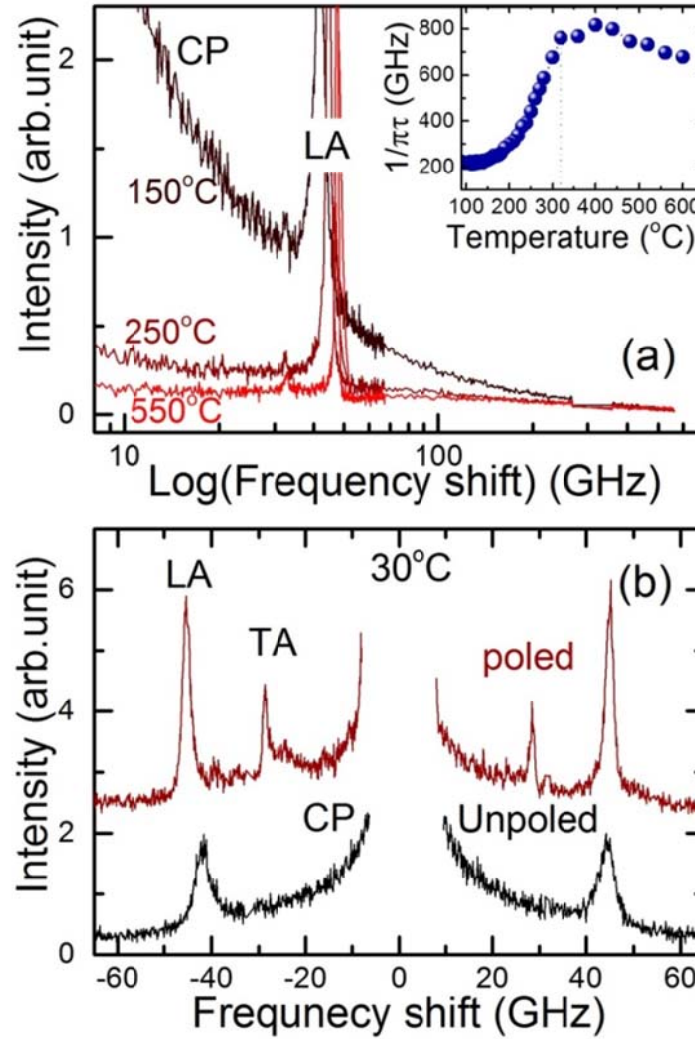 CP
LA
150°C
250°C
550°C
(a)
Intensity (arb.unit)
2
1
0
10
100
Log(Frequency shift) (GHz)
1/πτ (GHz)
800
600
400
200
100 200 300 400 500 600
Temperature (°C)
LA
30°C
(b)
TA
poled
CP
Unpoled
Intensity (arb.unit)
6
4
2
0
-60 -40 -20 0 20 40 60
Frequnecy shift (GHz)